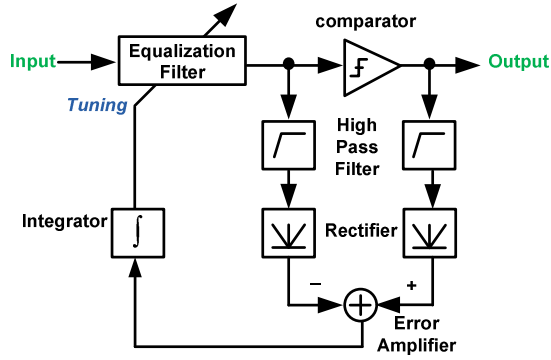 comparator
Input
Equalization
Filter
Output
Tuning
High
Pass
Filter
Integrator
∫
Rectifier
–
+
+
Error
Amplifier